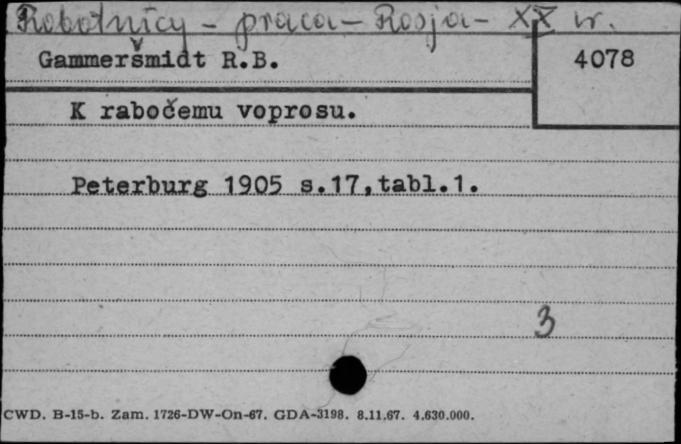 Robotnicy - praca - Rosja - XX w.
Gammeršmidt R.B.
4078
K rabočemu voprosu.
Peterburg 1905 s.17,tabl.1.
3
CWD. B-15-b. Zam. 1726-DW-On-67. GDA-3198. 8.11.67. 4.630.000.